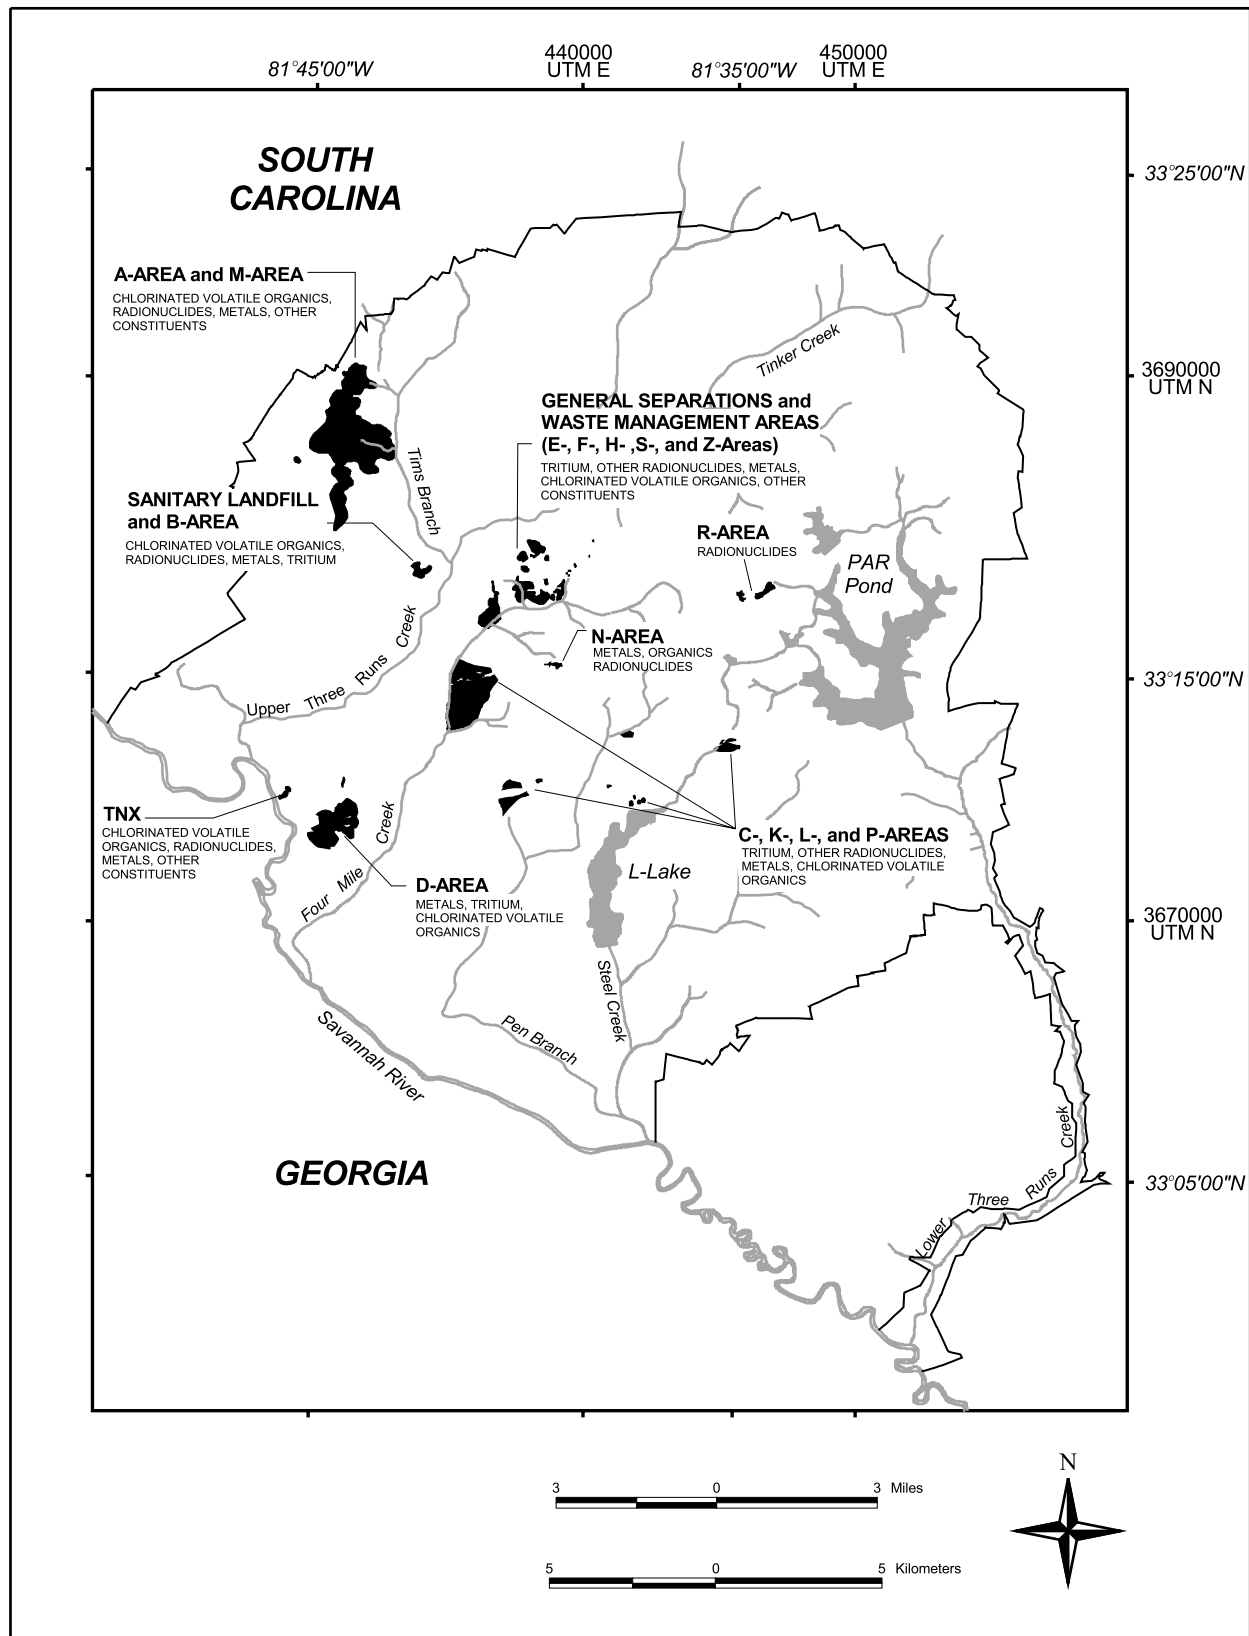 440000
UTM E
450000
UTM E
81°45'00"W
81°35'00"W
SOUTH
CAROLINA
33°25'00"N
A-AREA and M-AREA
CHLORINATED VOLATILE ORGANICS,
RADIONUCLIDES, METALS, OTHER
CONSTITUENTS
Tinker Creek
3690000
UTM N
GENERAL SEPARATIONS and
WASTE MANAGEMENT AREAS
(E-, F-, H- ,S-, and Z-Areas)
TRITIUM, OTHER RADIONUCLIDES, METALS,
CHLORINATED VOLATILE ORGANICS, OTHER
CONSTITUENTS
Tims Branch
SANITARY LANDFILL
and B-AREA
CHLORINATED VOLATILE ORGANICS,
RADIONUCLIDES, METALS, TRITIUM
R-AREA
RADIONUCLIDES
PAR
Pond
N-AREA
METALS, ORGANICS
RADIONUCLIDES
Upper Three Runs Creek
33°15'00"N
TNX
CHLORINATED VOLATILE
ORGANICS, RADIONUCLIDES,
METALS, OTHER
CONSTITUENTS
Four Mile Creek
C-, K-, L-, and P-AREAS
TRITIUM, OTHER RADIONUCLIDES,
METALS, CHLORINATED VOLATILE
ORGANICS
L-Lake
D-AREA
METALS, TRITIUM,
CHLORINATED VOLATILE
ORGANICS
3670000
UTM N
Steel Creek
Pen Branch
Savannah River
GEORGIA
33°05'00"N
Lower Three Runs Creek
N
3 0 3 Miles
5 0 5 Kilometers